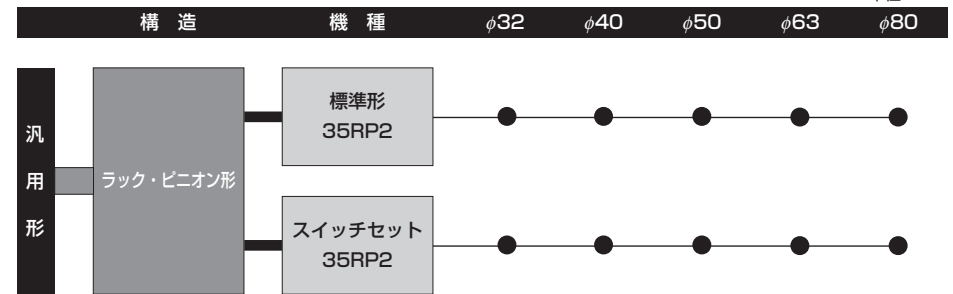 構 造 機 種 φ32 φ40 φ50 φ63 φ80
汎用形
ラック・ピニオン形
標準形
35RP2
スイッチセット
35RP2